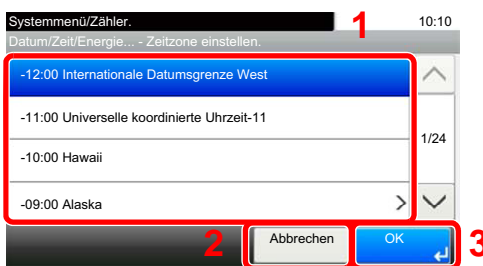 Systemmenü/Zähler.
1
10:10
Datum/Zeit/Energie... - Zeitzone einstellen.
-12:00 Internationale Datumsgrenze West
-11:00 Universelle koordinierte Uhrzeit-11
1/24
-10:00 Hawaii
-09:00 Alaska
2
Abbrechen
OK
3